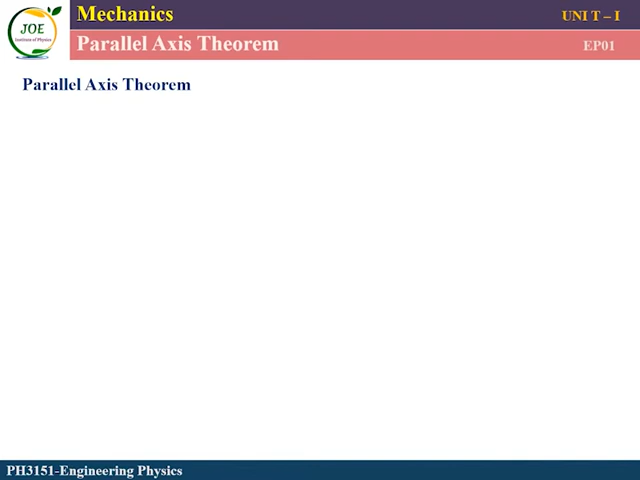 JOE
Institute of Physics
Mechanics
UNI T – I
Parallel Axis Theorem
EP01
Parallel Axis Theorem
PH3151-Engineering Physics